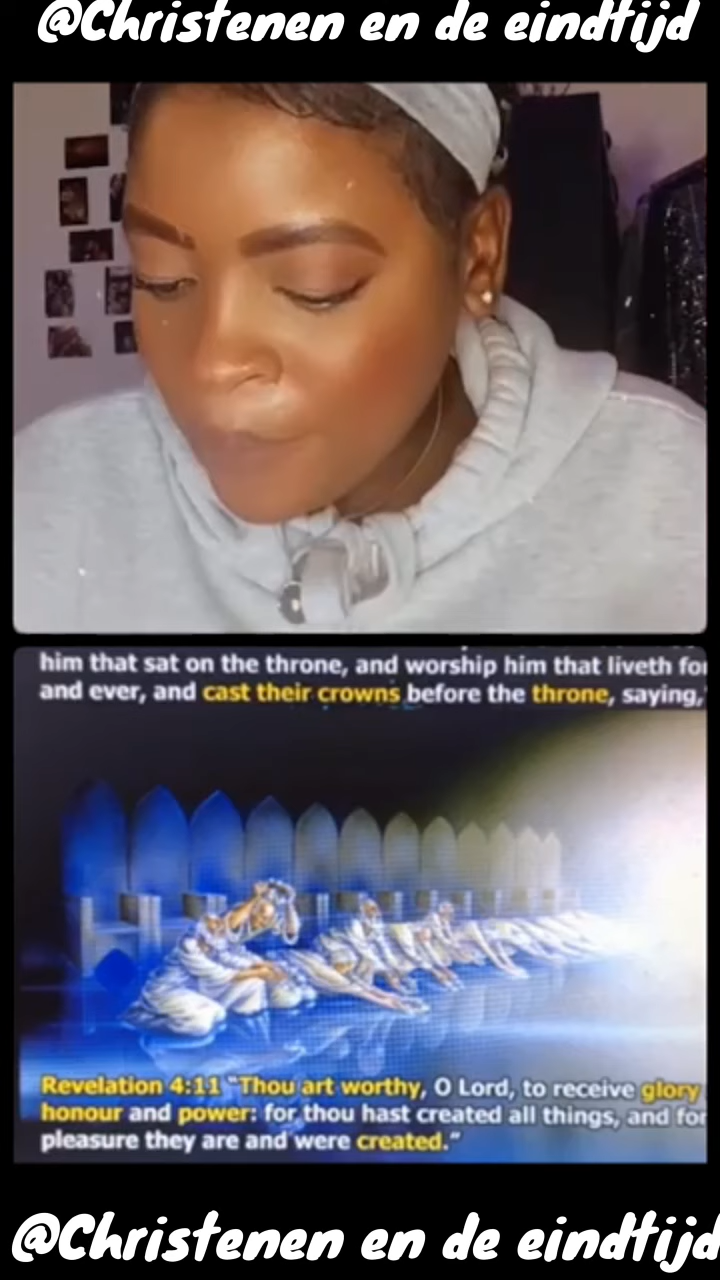 @Christenen en de eindtijd
him that sat on the throne, and worship him that liveth for
and ever, and cast their crowns before the throne, saying,"
Revelation 4:11 "Thou art worthy, O Lord, to receive glory
honour and power: for thou hast created all things, and for
pleasure they are and were created."
@Christenen en de eindtijd